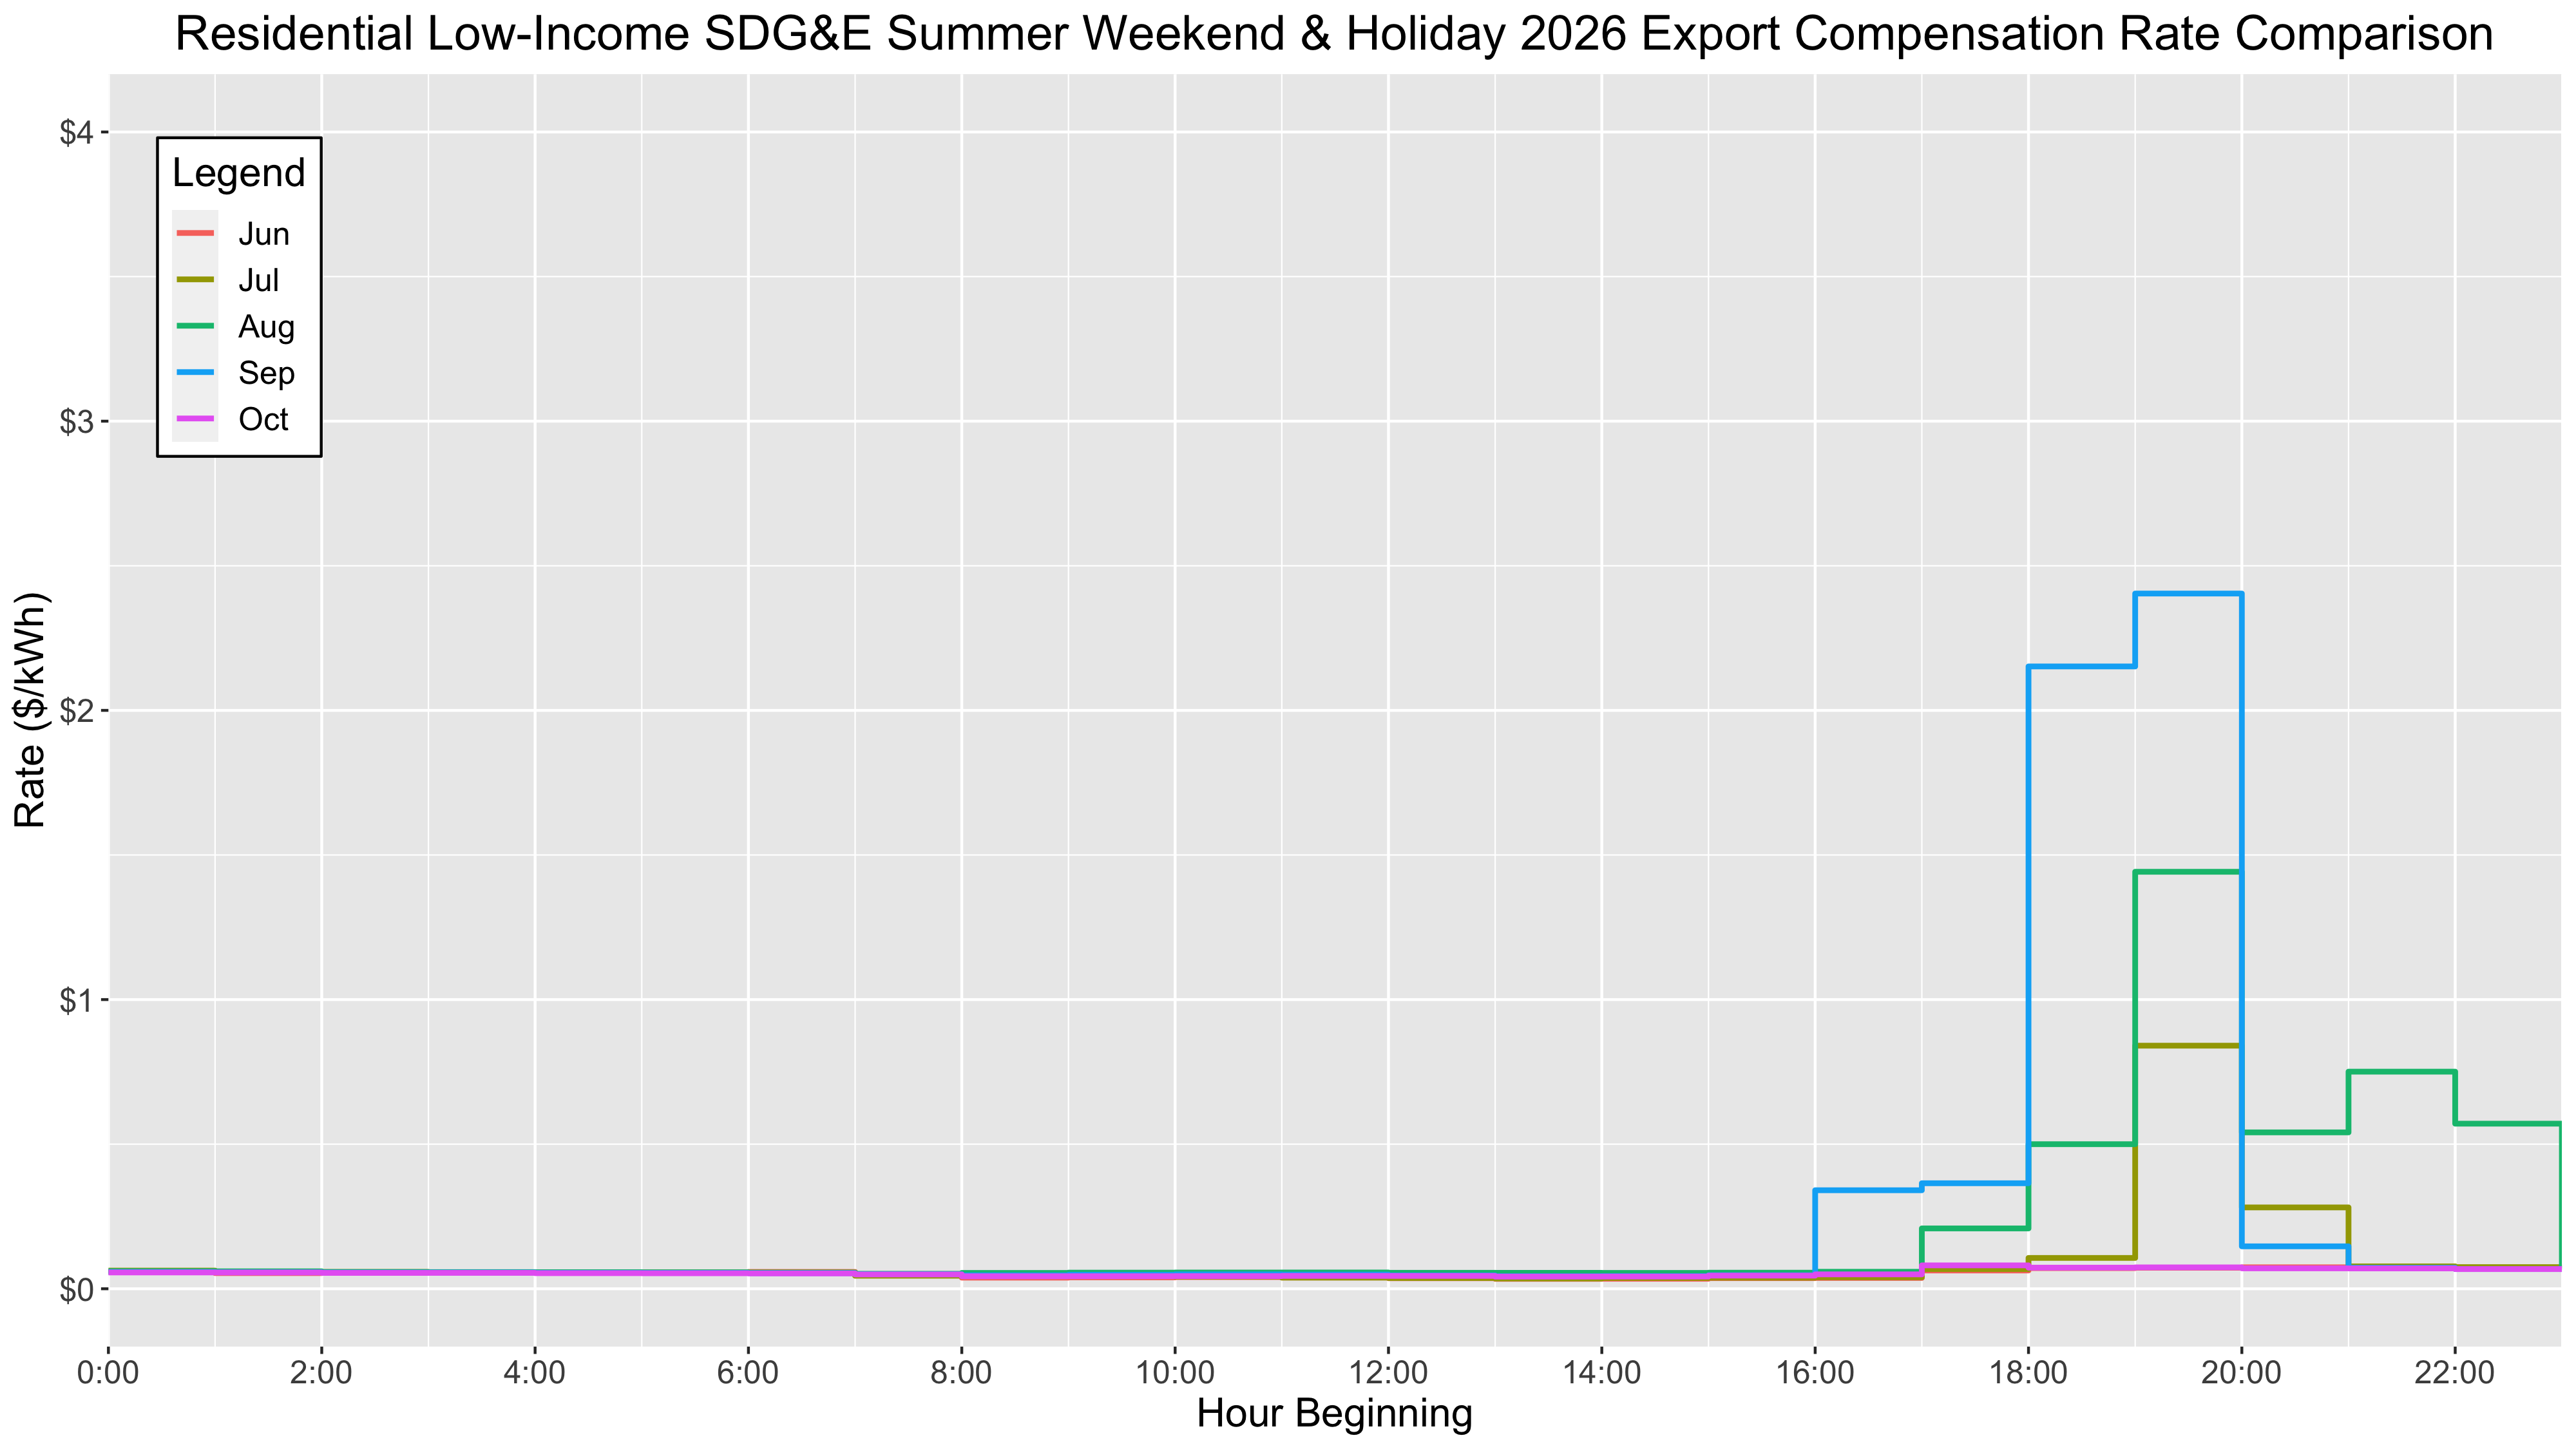 Residential Low-Income SDG&E Summer Weekend & Holiday 2026 Export Compensation Rate Comparison
$4
Legend
Jun
Jul
Aug
Sep
Oct
$3
Rate ($/kWh)
$2
$1
$0
0:00 2:00 4:00 6:00 8:00 10:00 12:00 14:00 16:00 18:00 20:00 22:00
Hour Beginning